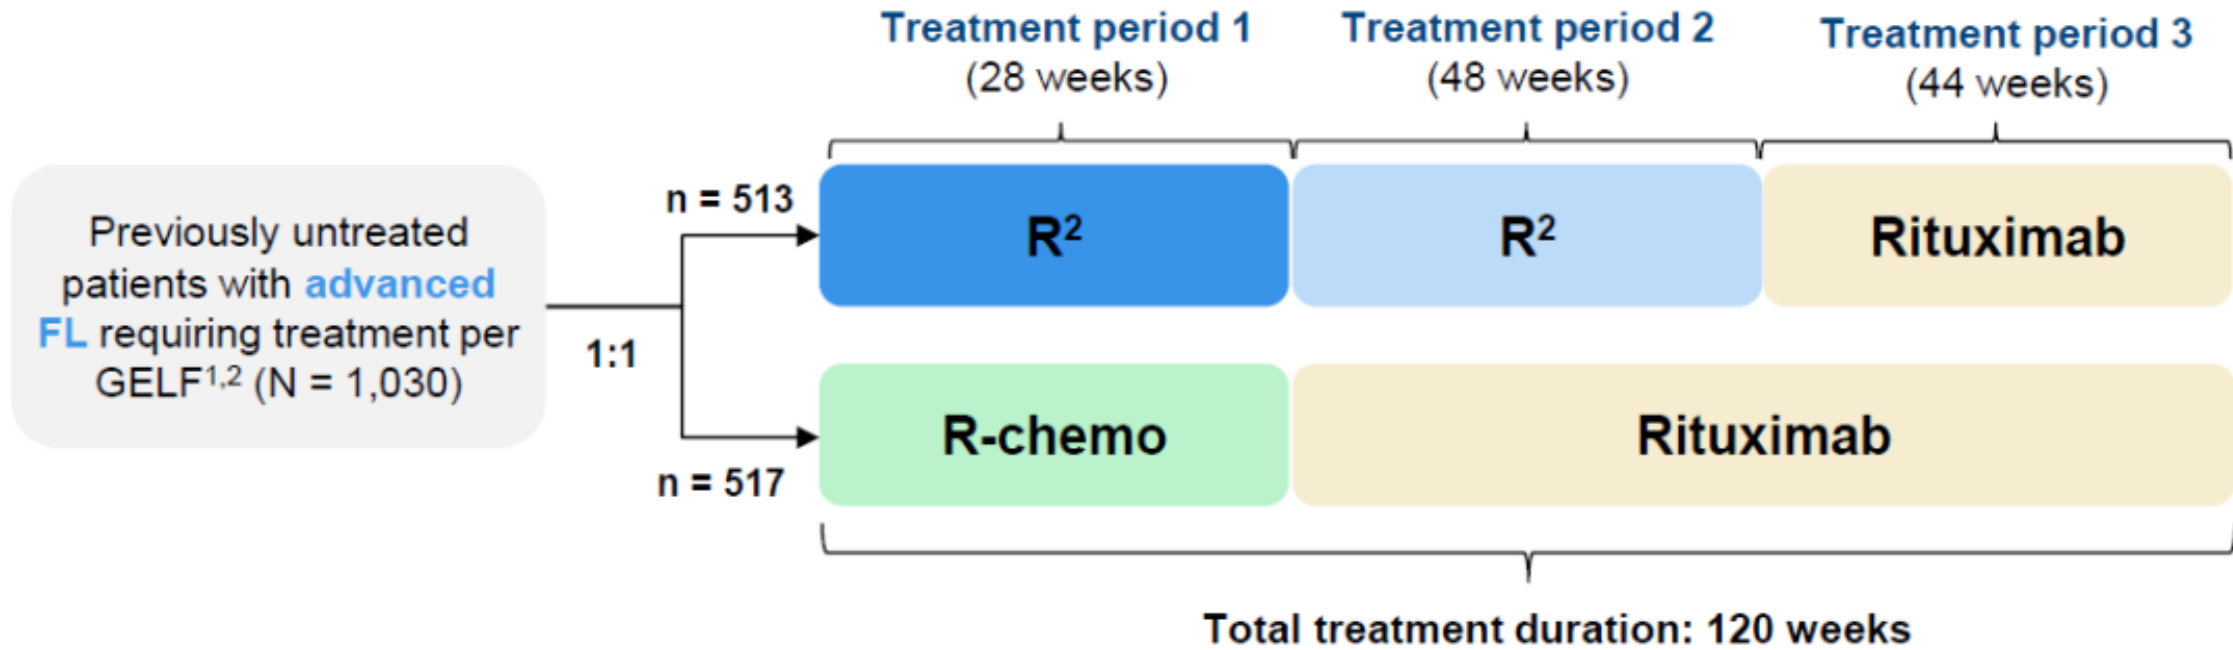 Treatment period 1
(28 weeks)
Treatment period 2
(48 weeks)
Treatment period 3
(44 weeks)
Previously untreated
patients with advanced
FL requiring treatment per
GELF¹,² (N = 1,030)
1:1
n = 513
R²
R²
Rituximab
n = 517
R-chemo
Rituximab
Total treatment duration: 120 weeks